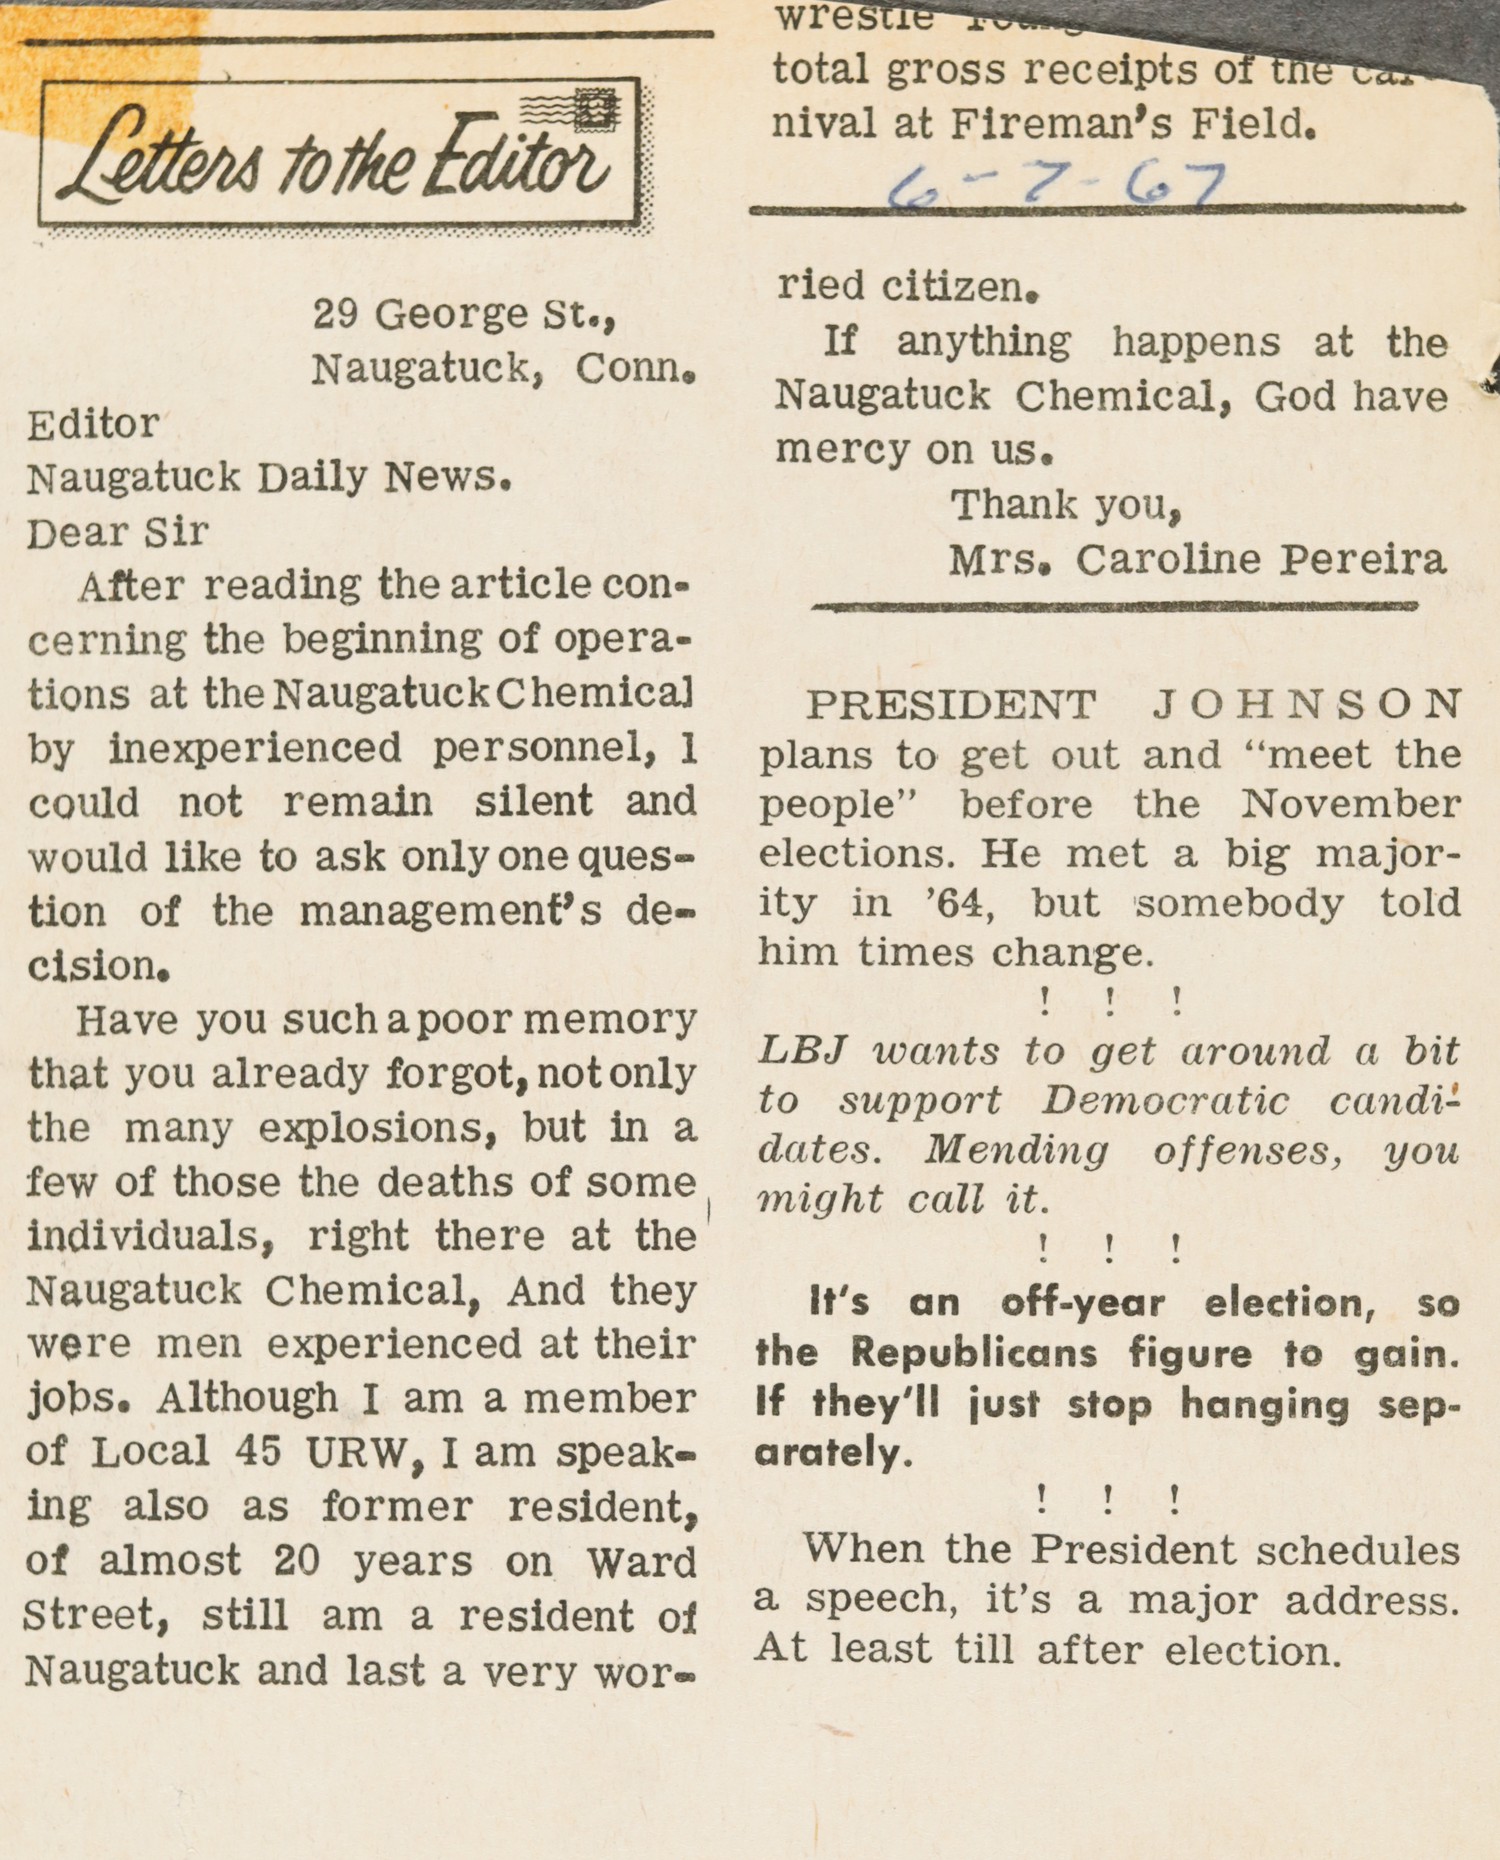 Letters to the Editor
29 George St.,
Naugatuck, Conn.
Editor
Naugatuck Daily News.
Dear Sir
After reading the article con-
cerning the beginning of opera-
tions at the Naugatuck Chemical
by inexperienced personnel, I
could not remain silent and
would like to ask only one ques-
tion of the management's de-
cision.
Have you such a poor memory
that you already forgot, not only
the many explosions, but in a
few of those the deaths of some
individuals, right there at the
Naugatuck Chemical, And they
were men experienced at their
jobs. Although I am a member
of Local 45 URW, I am speak-
ing also as former resident,
of almost 20 years on Ward
Street, still am a resident of
Naugatuck and last a very wor-
wrestle
total gross receipts of the car-
nival at Fireman's Field.
6-7-67
ried citizen.
If anything happens at the
Naugatuck Chemical, God have
mercy on us.
Thank you,
Mrs. Caroline Pereira
PRESIDENT JOHNSON
plans to get out and "meet the
people" before the November
elections. He met a big major-
ity in '64, but somebody told
him times change.
! ! !
LBJ wants to get around a bit
to support Democratic candi-
dates. Mending offenses, you
might call it.
! ! !
It's an off-year election, so
the Republicans figure to gain.
If they'll just stop hanging sep-
arately.
! ! !
When the President schedules
a speech, it's a major address.
At least till after election.